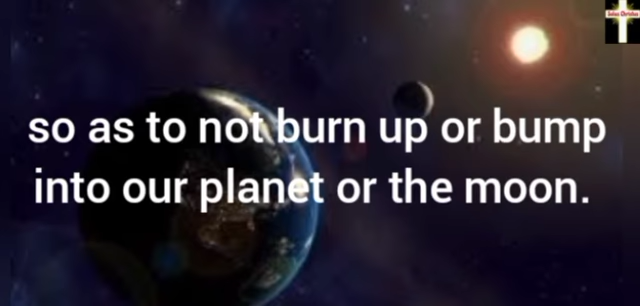 so as to not burn up or bump
into our planet or the moon.